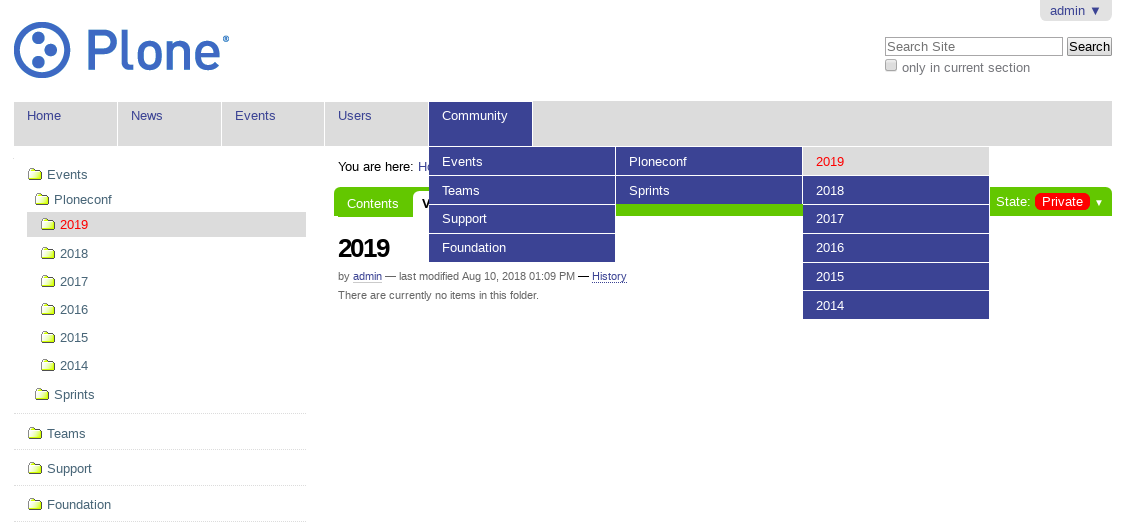 admin ▼
Plone®
Search Site Search
only in current section
Home News Events Users Community
You are here:
Events Ploneconf 2019
Teams Sprints 2018
Support 2017
Foundation 2016
2015
2014
Contents
State: Private ▼
Events
Ploneconf
2019
2018
2017
2016
2015
2014
Sprints
Teams
Support
Foundation
2019
by admin — last modified Aug 10, 2018 01:09 PM — History
There are currently no items in this folder.